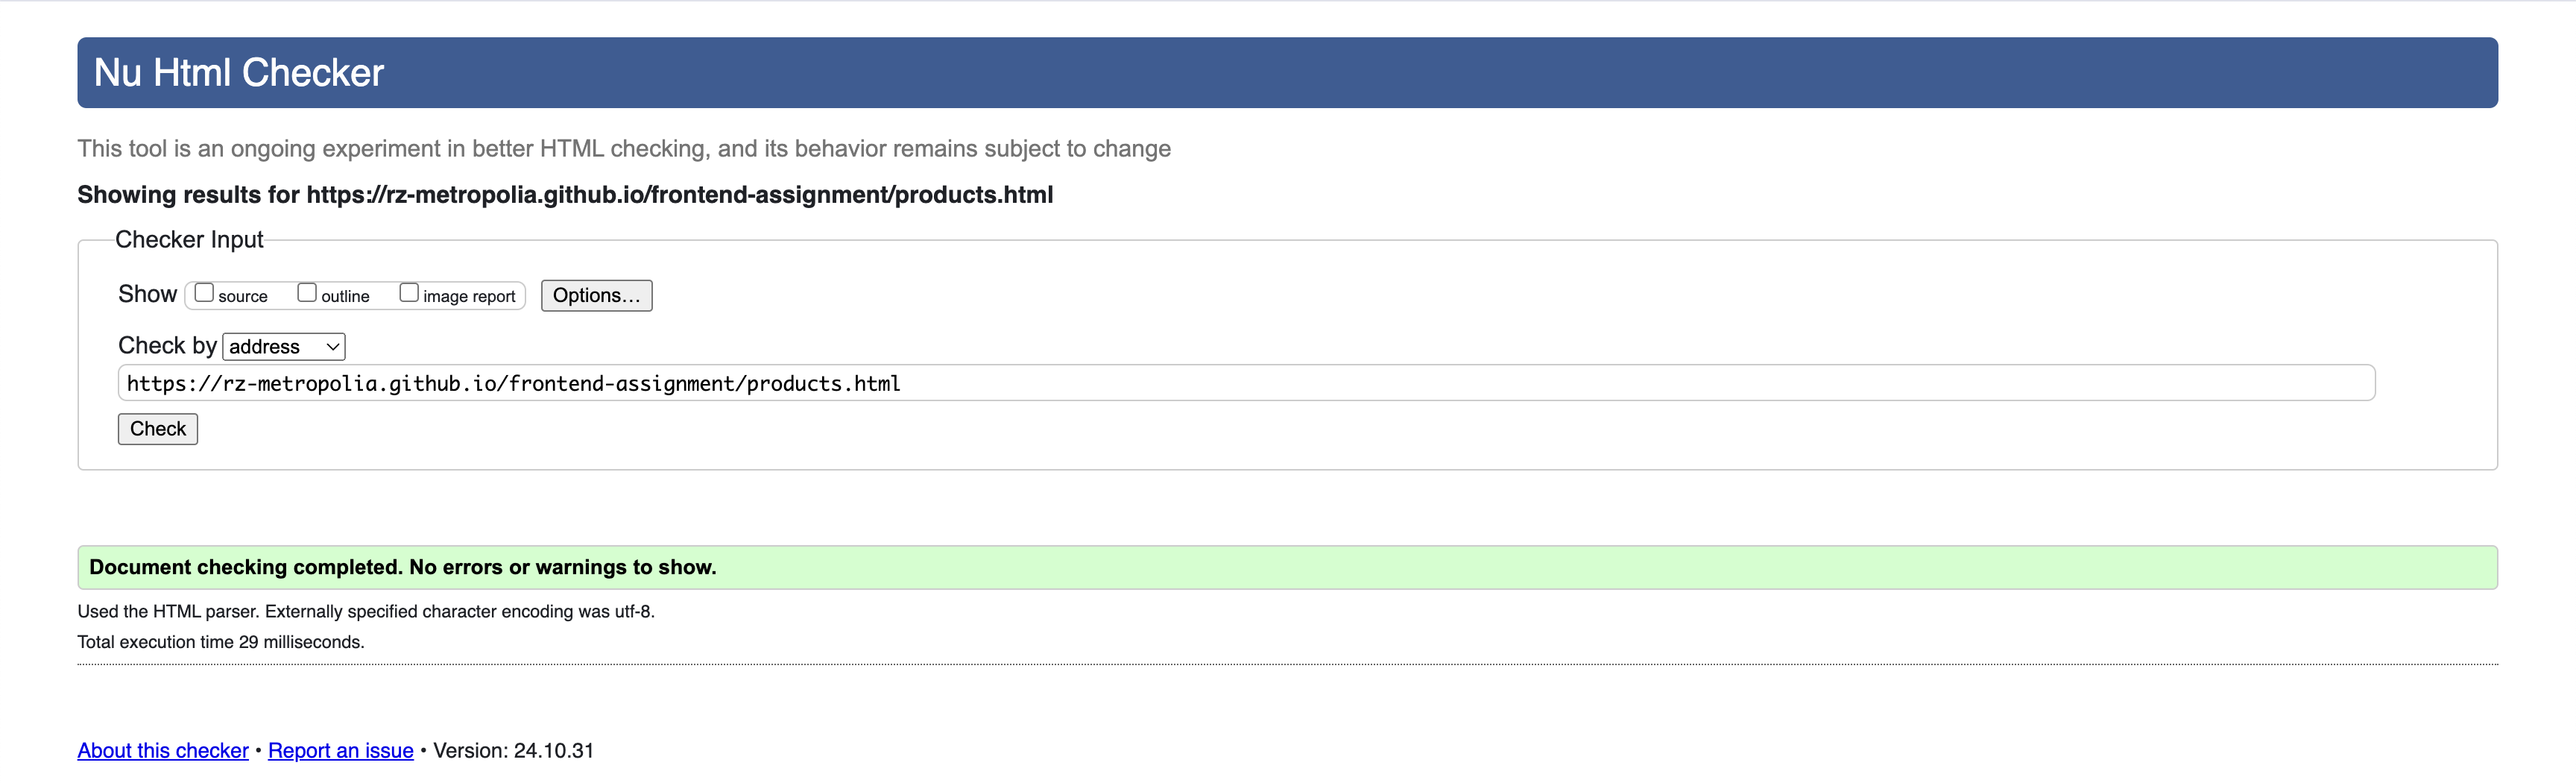 Nu Html Checker
This tool is an ongoing experiment in better HTML checking, and its behavior remains subject to change
Showing results for https://rz-metropolia.github.io/frontend-assignment/products.html
Checker Input
Show source outline image report Options...
Check by address
https://rz-metropolia.github.io/frontend-assignment/products.html
Check
Document checking completed. No errors or warnings to show.
Used the HTML parser. Externally specified character encoding was utf-8.
Total execution time 29 milliseconds.
About this checker • Report an issue • Version: 24.10.31